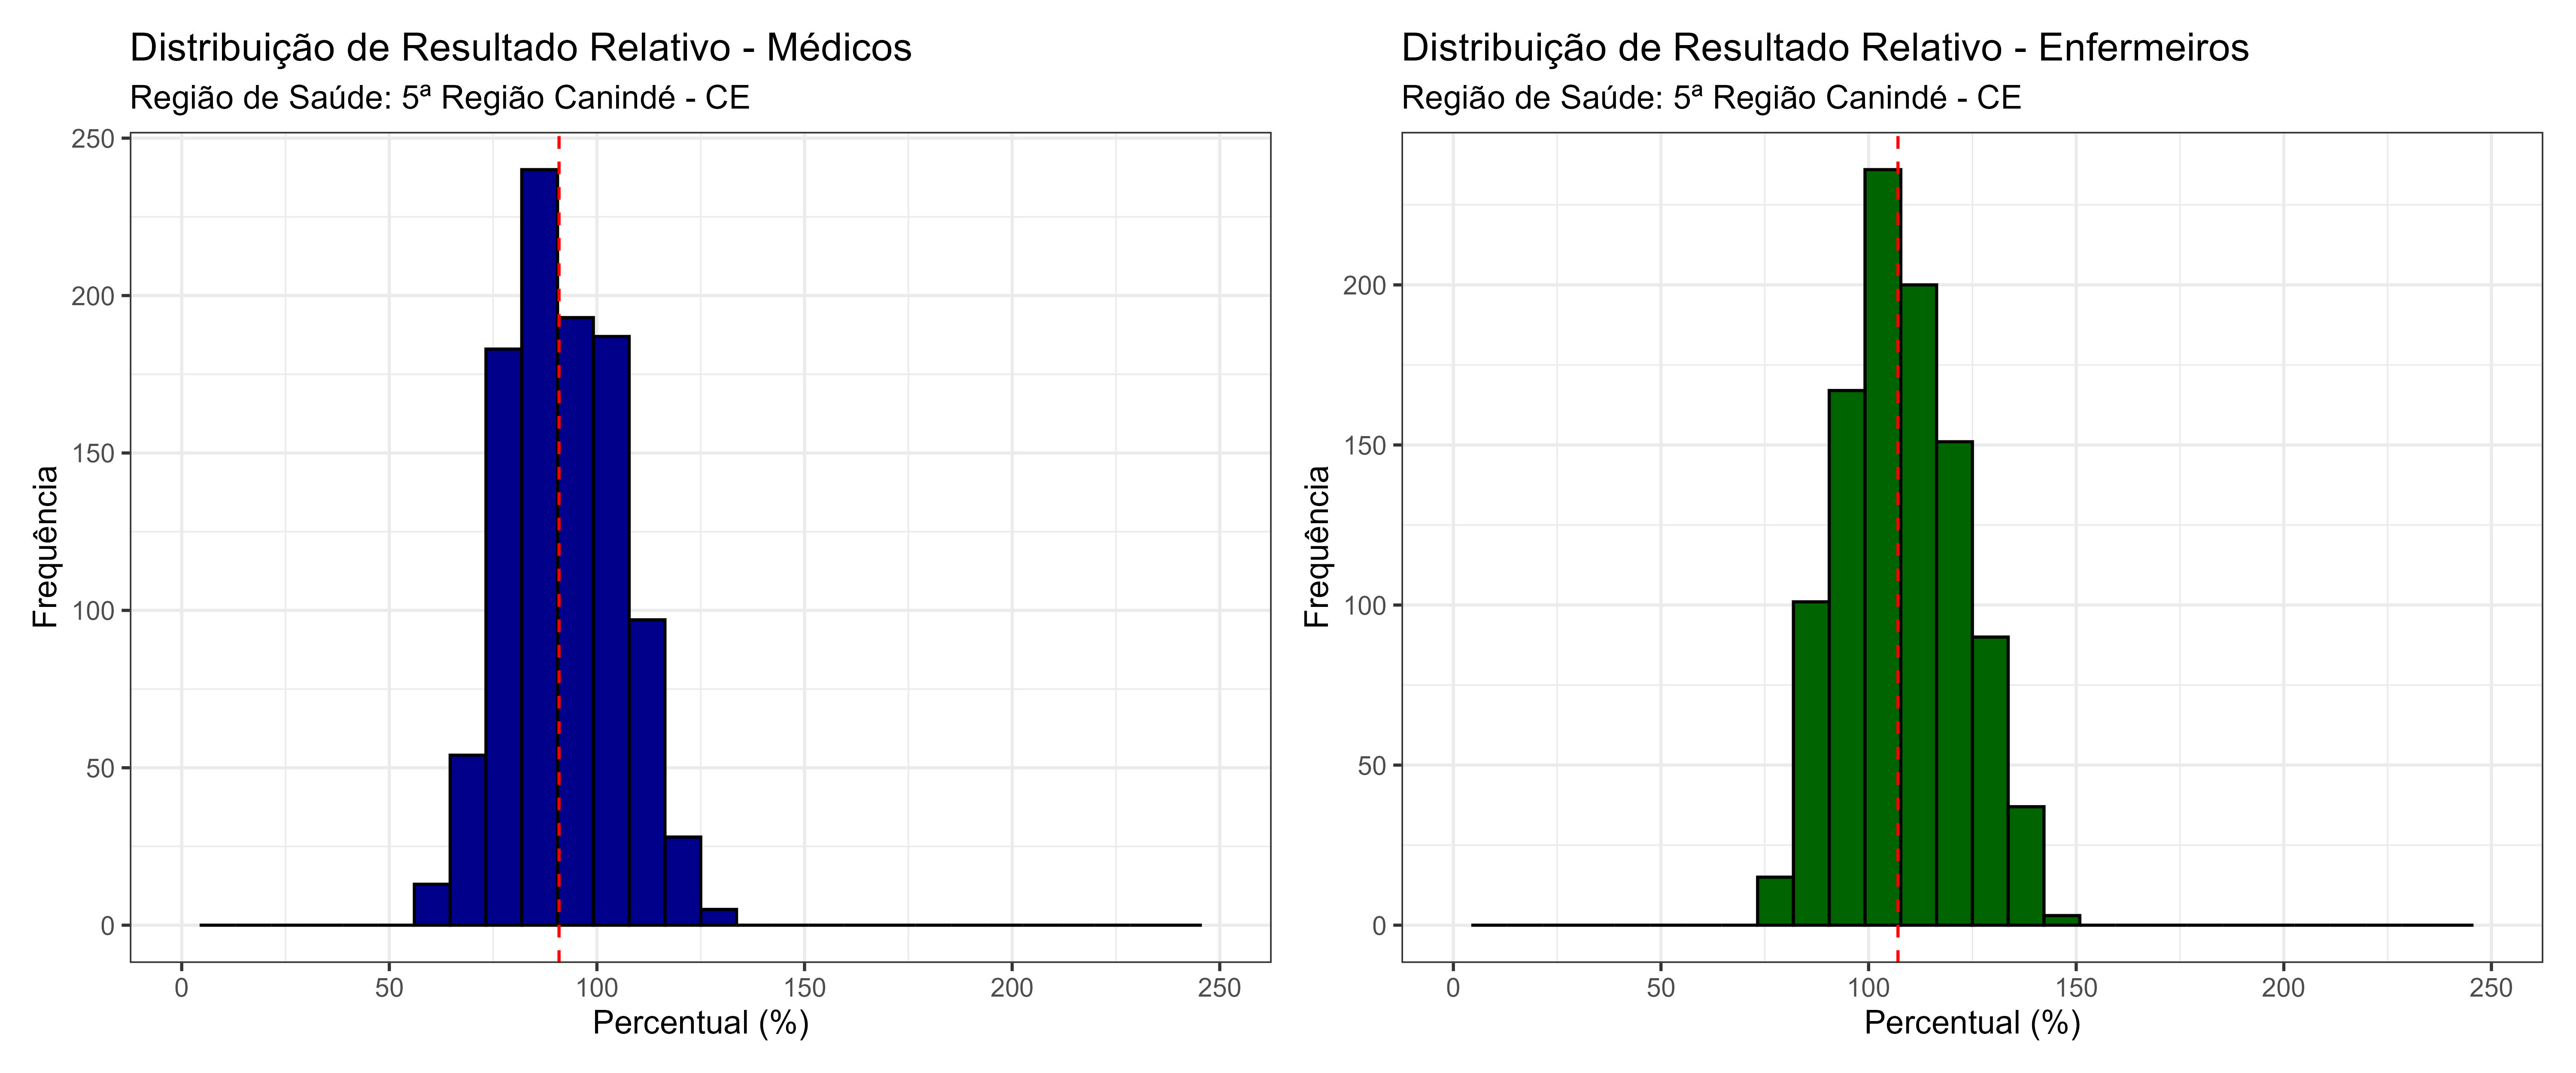 Distribuição de Resultado Relativo - Médicos
Região de Saúde: 5ª Região Canindé - CE
250
200
150
100
50
0
Frequência
0 50 100 150 200 250
Percentual (%)
Distribuição de Resultado Relativo - Enfermeiros
Região de Saúde: 5ª Região Canindé - CE
200
150
100
50
0
Frequência
0 50 100 150 200 250
Percentual (%)